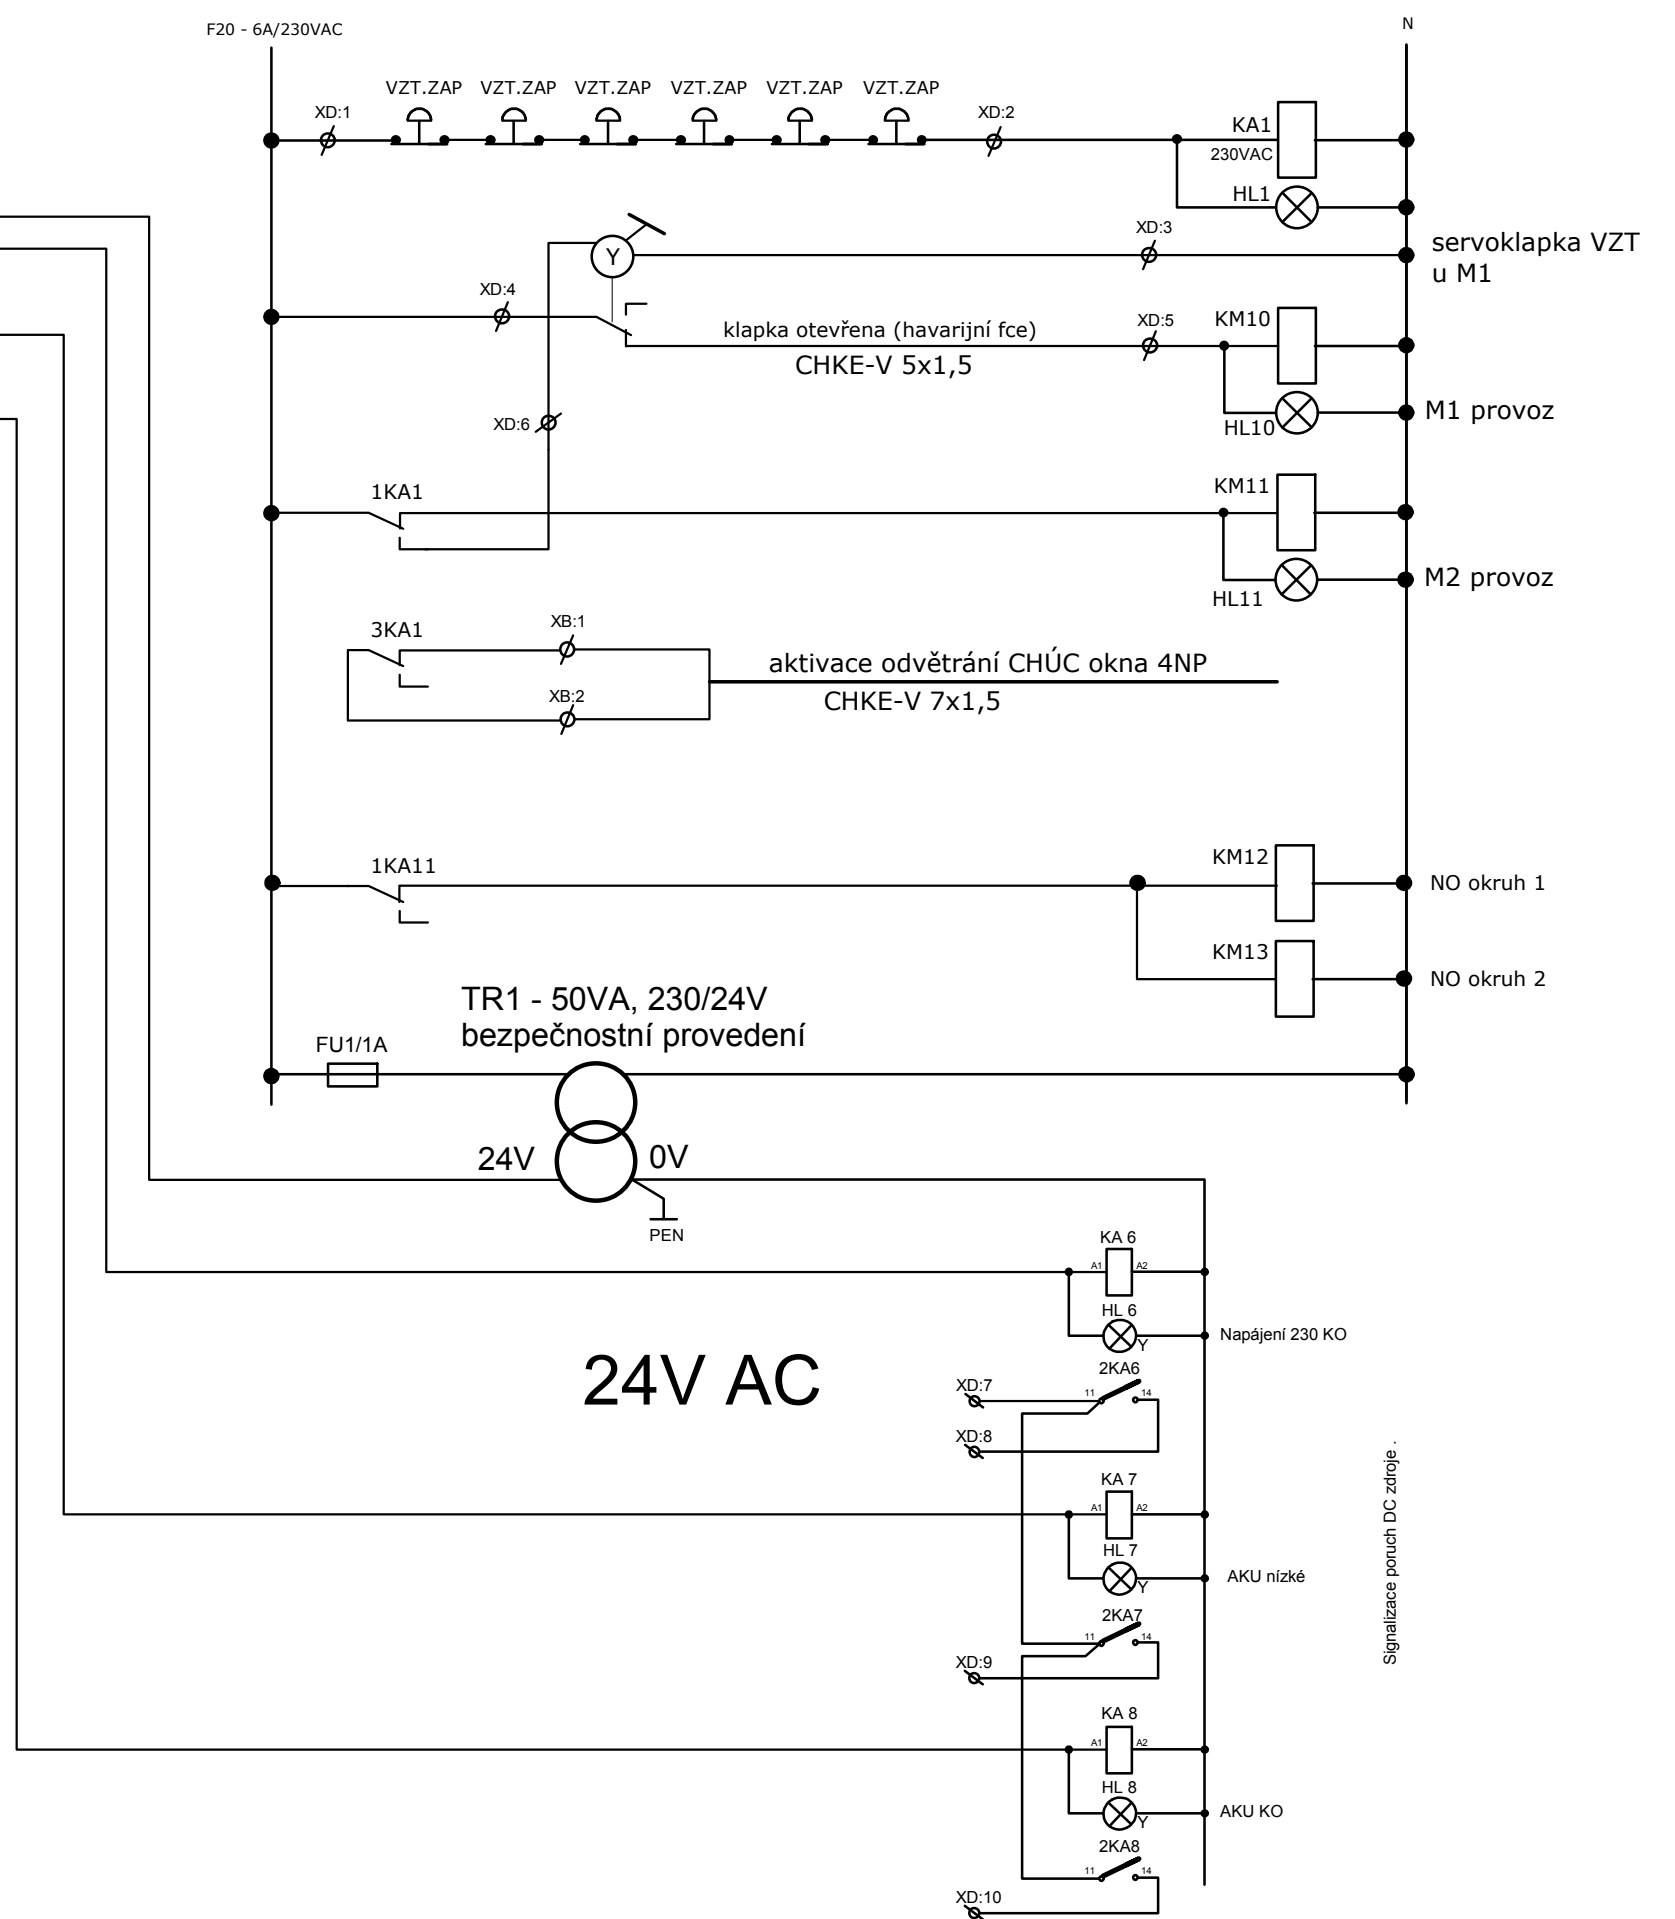 F20 - 6A/230VAC
N
VZT.ZAP VZT.ZAP VZT.ZAP VZT.ZAP VZT.ZAP VZT.ZAP
XD:1
XD:2
KA1
230VAC
HL1
XD:3
servoklapka VZT
u M1
Y
XD:4
klapka otevřena (havarijní fce)
CHKE-V 5x1,5
XD:5
KM10
HL10
M1 provoz
XD:6
1KA1
KM11
HL11
M2 provoz
3KA1
XB:1
XB:2
aktivace odvětrání CHÚC okna 4NP
CHKE-V 7x1,5
1KA11
KM12
NO okruh 1
KM13
NO okruh 2
TR1 - 50VA, 230/24V
bezpečnostní provedení
FU1/1A
24V
0V
PEN
KA 6
A1
A2
HL 6
Y
Napájení 230 KO
24V AC
2KA6
11
14
XD:7
XD:8
KA 7
A1
A2
HL 7
Y
AKU nízké
Signalizace poruch DC zdroje .
2KA7
11
14
XD:9
KA 8
A1
A2
HL 8
Y
AKU KO
2KA8
11
14
XD:10